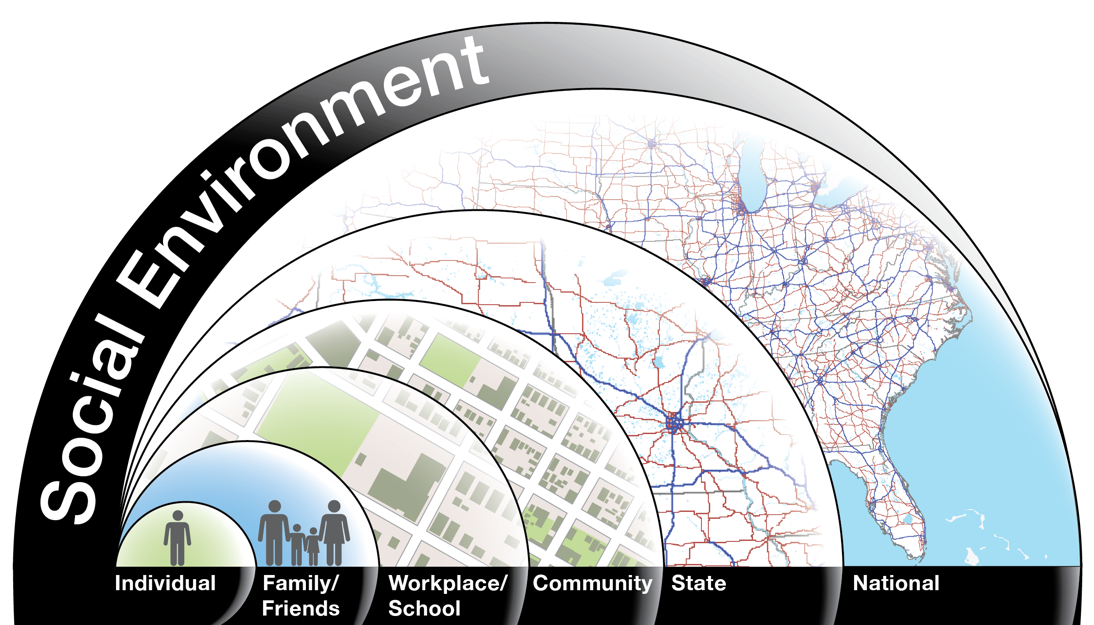 Social Environment
Individual
Family/
Friends
Workplace/
School
Community
State
National